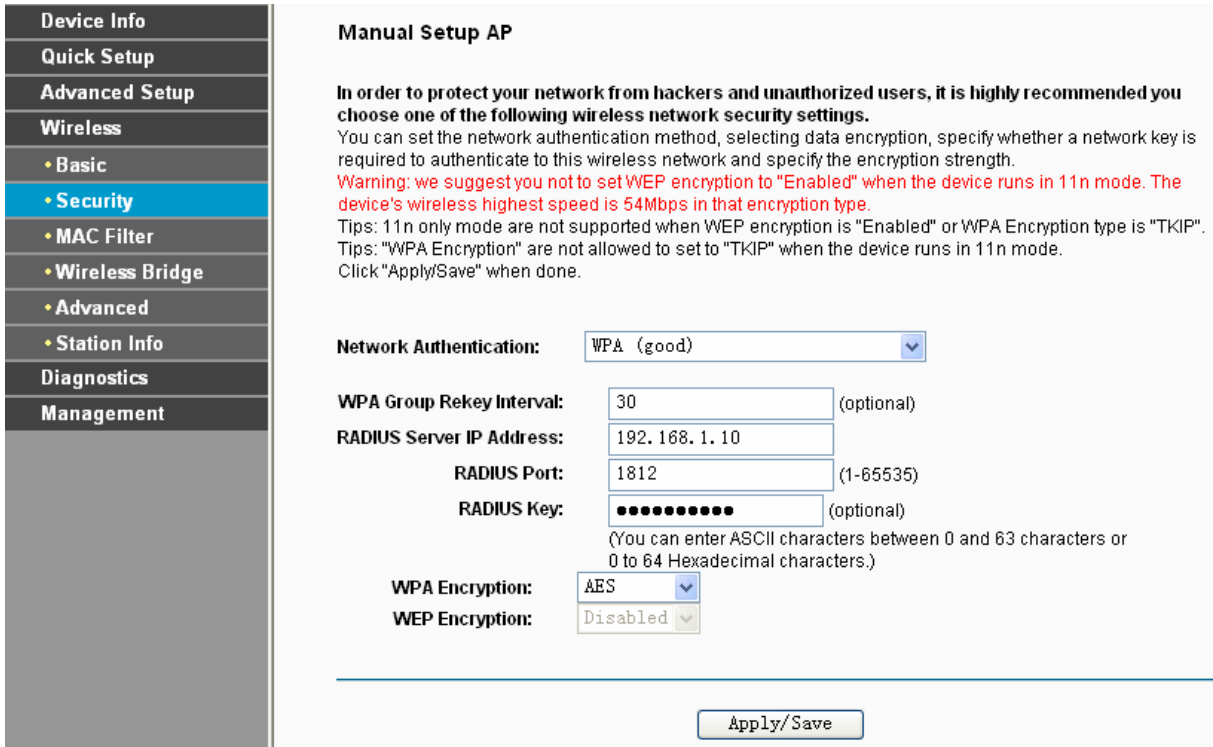 Device Info
Quick Setup
Advanced Setup
Wireless
Basic
Security
MAC Filter
Wireless Bridge
Advanced
Station Info
Diagnostics
Management
Manual Setup AP
In order to protect your network from hackers and unauthorized users, it is highly recommended you
choose one of the following wireless network security settings.
You can set the network authentication method, selecting data encryption, specify whether a network key is
required to authenticate to this wireless network and specify the encryption strength.
Warning: we suggest you not to set WEP encryption to "Enabled" when the device runs in 11n mode. The
device's wireless highest speed is 54Mbps in that encryption type.
Tips: 11n only mode are not supported when WEP encryption is "Enabled" or WPA Encryption type is "TKIP".
Tips: "WPA Encryption" are not allowed to set to "TKIP" when the device runs in 11n mode.
Click "Apply/Save" when done.
Network Authentication: WPA (good)
WPA Group Rekey Interval: 30 (optional)
RADIUS Server IP Address: 192.168.1.10
RADIUS Port: 1812 (1-65535)
RADIUS Key: ●●●●●●●●●● (optional)
(You can enter ASCII characters between 0 and 63 characters or
0 to 64 Hexadecimal characters.)
WPA Encryption: AES
WEP Encryption: Disabled
Apply/Save